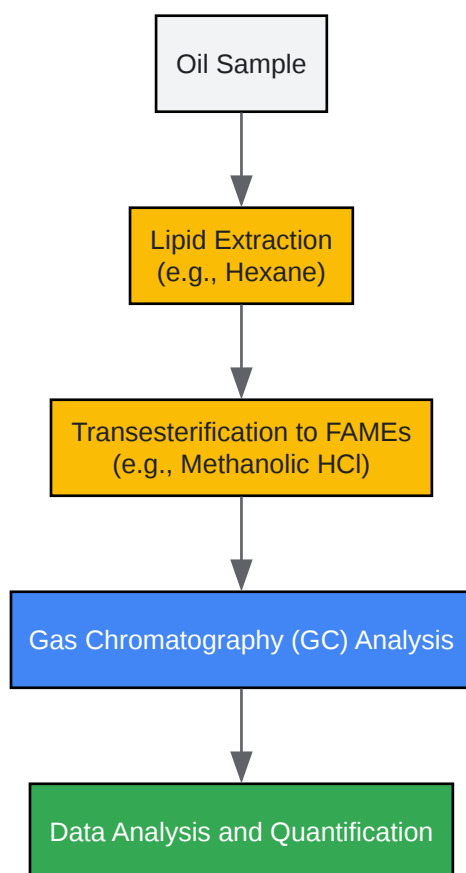 Oil Sample
Lipid Extraction
(e.g., Hexane)
Transesterification to FAMEs
(e.g., Methanolic HCl)
Gas Chromatography (GC) Analysis
Data Analysis and Quantification